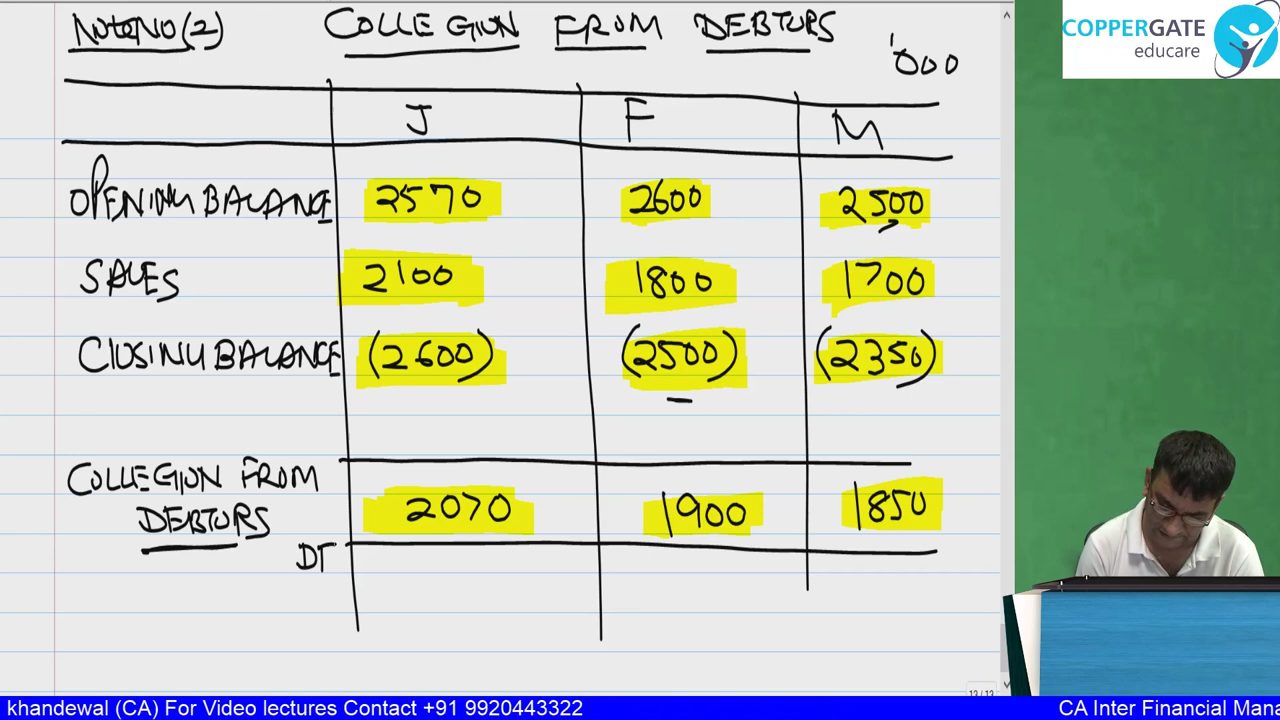 NOTE NO (2) COLLECTION FROM DEBTORS
'000
J F M
OPENING BALANCE 2570 2600 2500
SALES 2100 1800 1700
CLOSING BALANCE (2600) (2500) (2350)
COLLECTION FROM DEBTORS 2070 1900 1850
DT
COPPERGATE
educare
13 / 13
khandewal (CA) For Video lectures Contact +91 9920443322 CA Inter Financial Mana